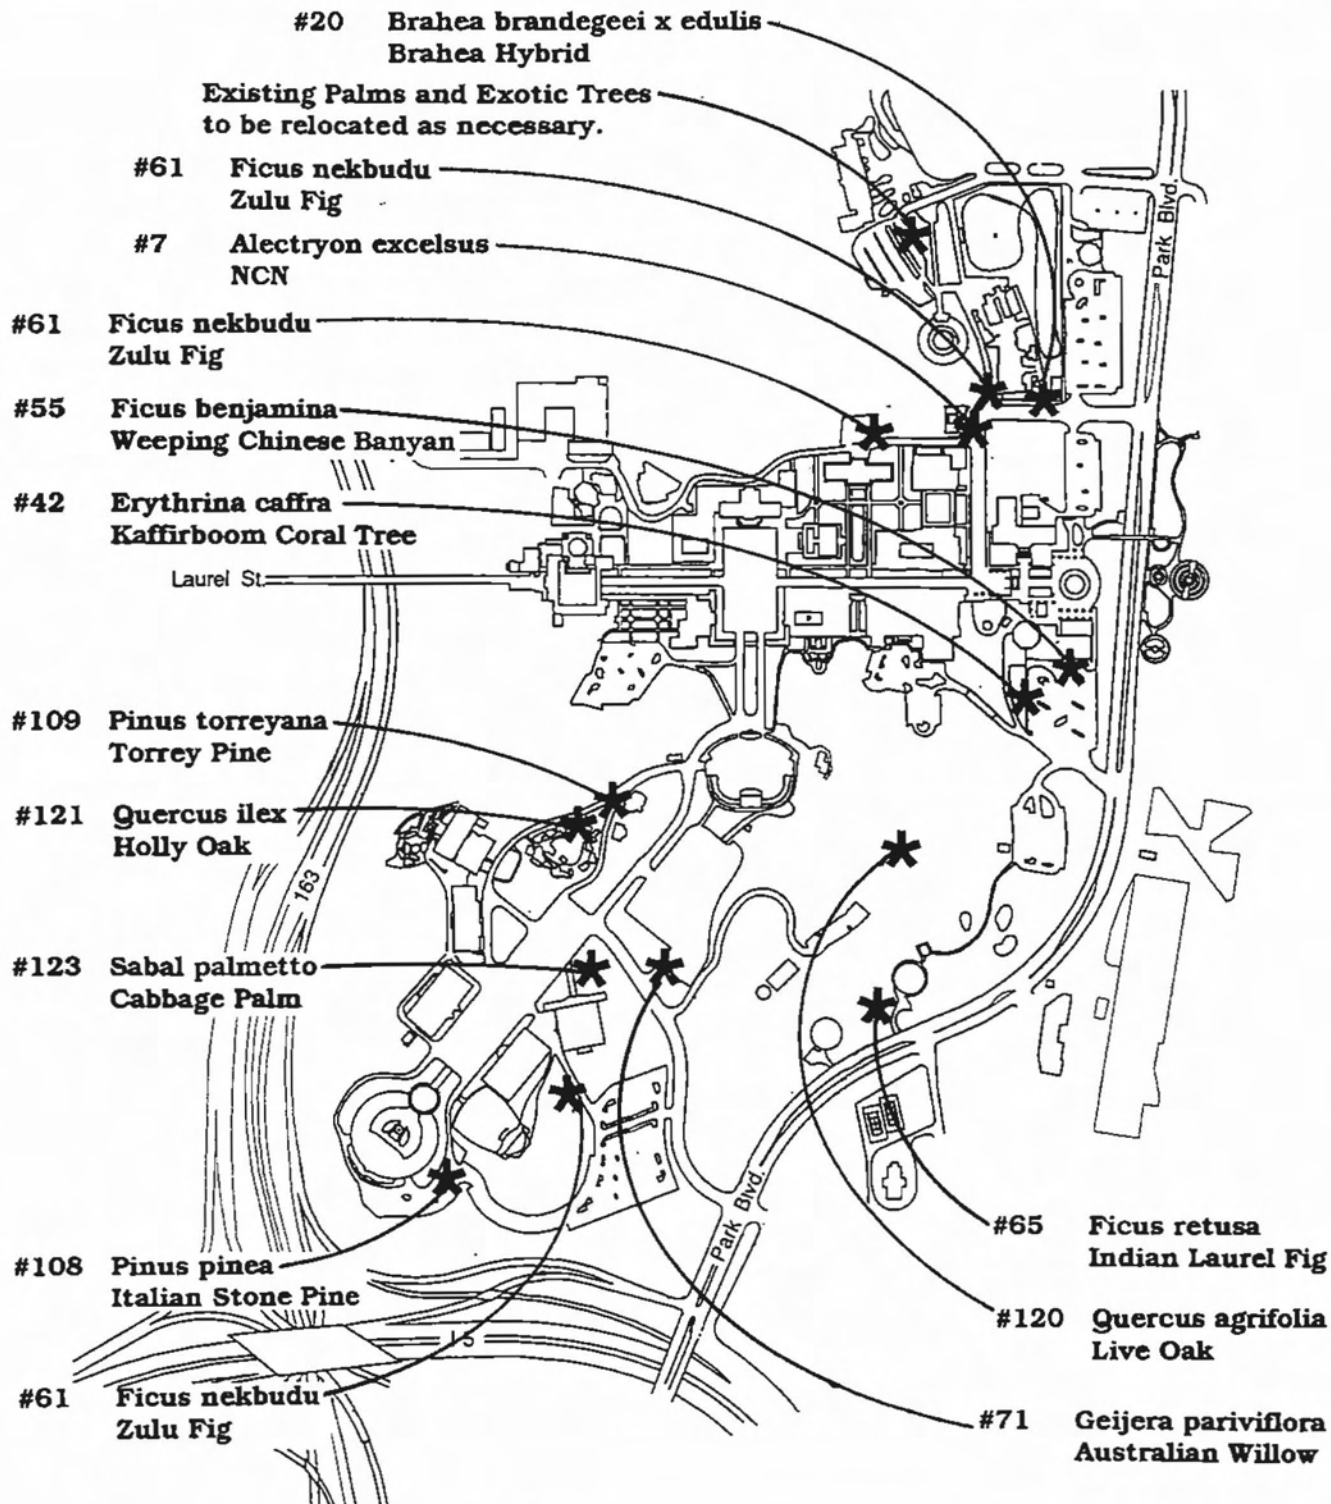 #20 Brahea brandegeei x edulis
Brahea Hybrid
Existing Palms and Exotic Trees
to be relocated as necessary.
#61 Ficus nekbudu
Zulu Fig
#7 Alectryon excelsus
NCN
#61 Ficus nekbudu
Zulu Fig
#55 Ficus benjamina
Weeping Chinese Banyan
#42 Erythrina caffra
Kaffirboom Coral Tree
Laurel St.
Park Blvd.
#109 Pinus torreyana
Torrey Pine
#121 Quercus ilex
Holly Oak
163
#123 Sabal palmetto
Cabbage Palm
Park Blvd.
#108 Pinus pinea
Italian Stone Pine
I-5
#61 Ficus nekbudu
Zulu Fig
#65 Ficus retusa
Indian Laurel Fig
#120 Quercus agrifolia
Live Oak
#71 Geijera pariviflora
Australian Willow